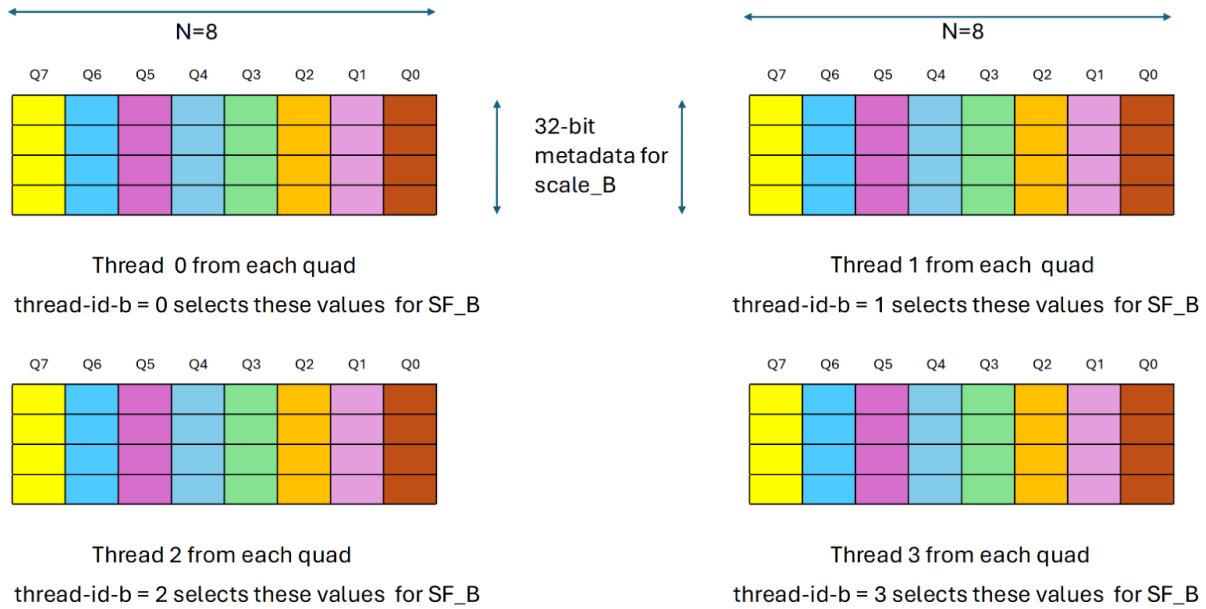 N=8
N=8
Q7 Q6 Q5 Q4 Q3 Q2 Q1 Q0
Q7 Q6 Q5 Q4 Q3 Q2 Q1 Q0
32-bit
metadata for
scale_B
Thread 0 from each quad
thread-id-b = 0 selects these values for SF_B
Thread 1 from each quad
thread-id-b = 1 selects these values for SF_B
Q7 Q6 Q5 Q4 Q3 Q2 Q1 Q0
Q7 Q6 Q5 Q4 Q3 Q2 Q1 Q0
Thread 2 from each quad
thread-id-b = 2 selects these values for SF_B
Thread 3 from each quad
thread-id-b = 3 selects these values for SF_B